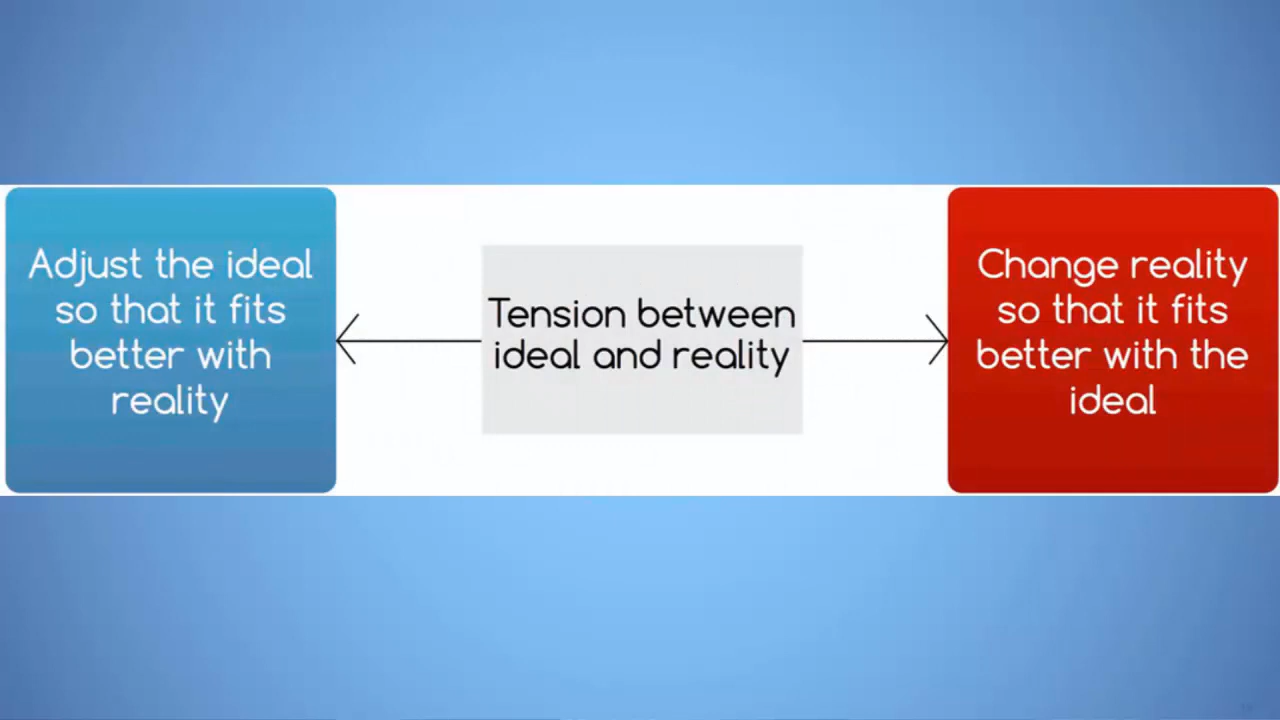 Adjust the ideal
so that it fits
better with
reality
Tension between
ideal and reality
Change reality
so that it fits
better with the
ideal